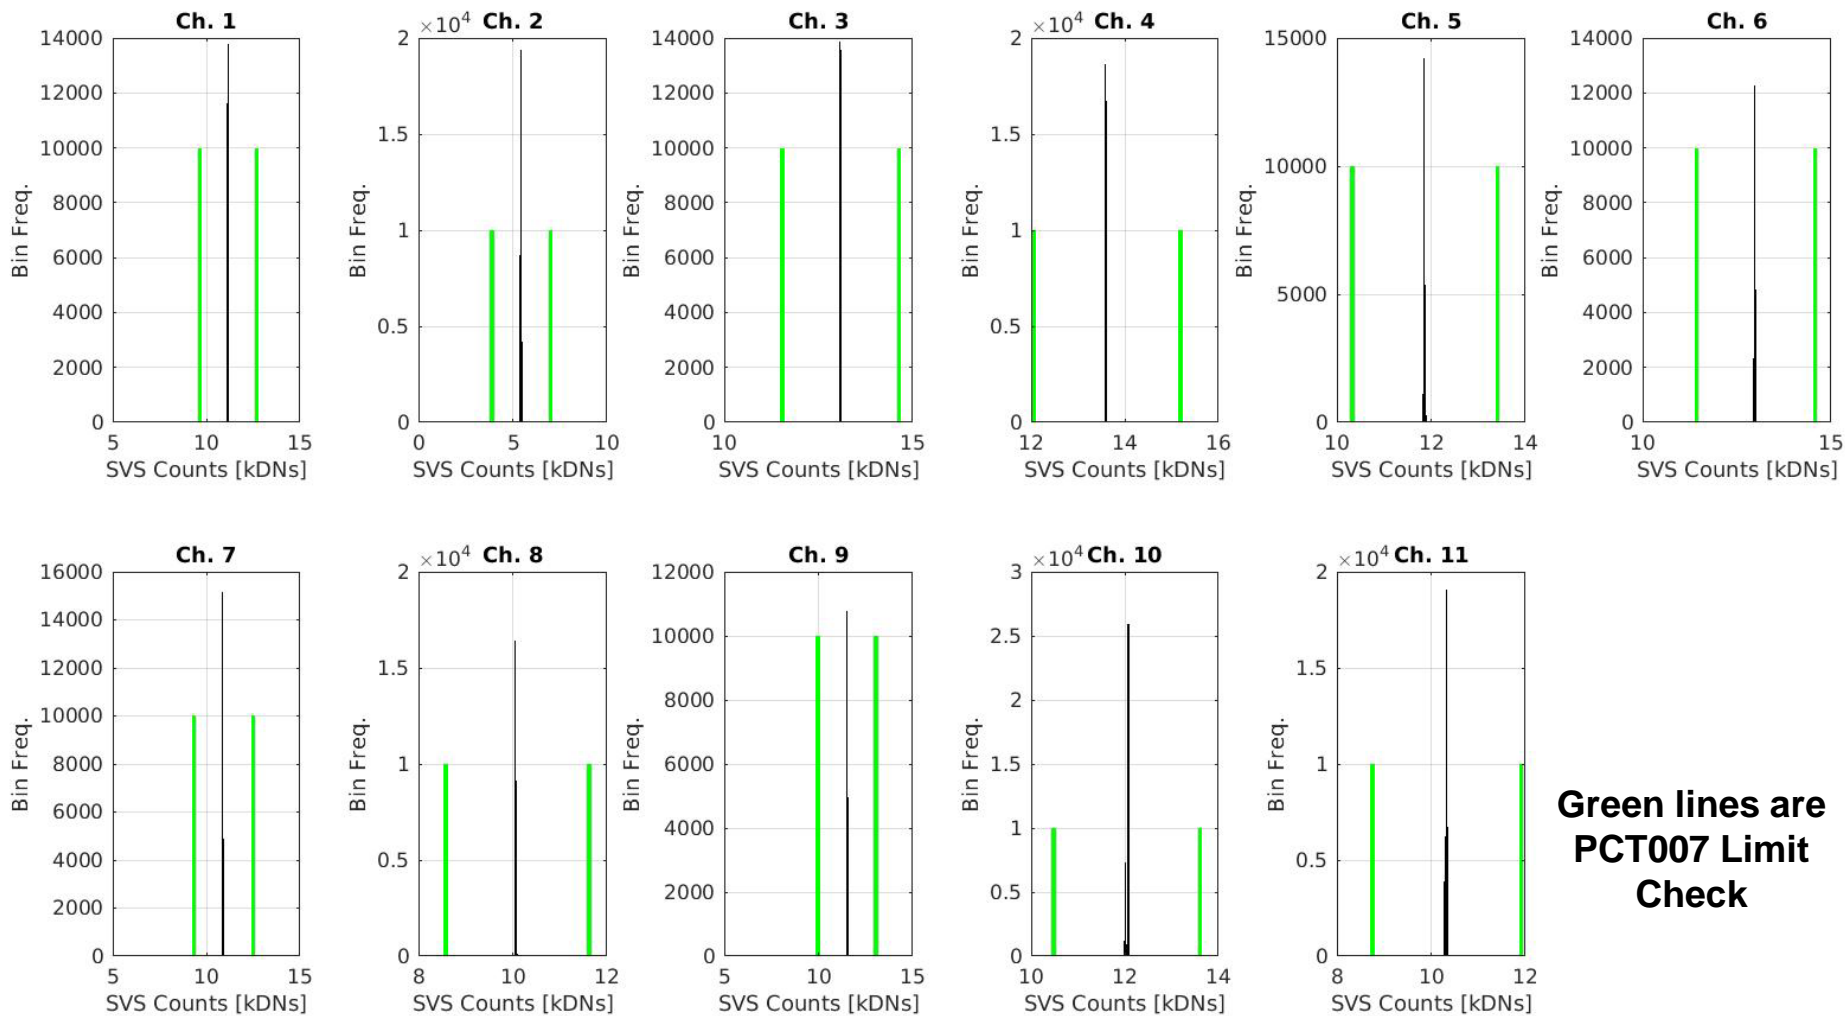 Ch. 1
14000
12000
10000
8000
6000
4000
2000
0
Bin Freq.
5 10 15
SVS Counts [kDNs]
×10⁴ Ch. 2
2
1.5
1
0.5
0
Bin Freq.
0 5 10
SVS Counts [kDNs]
Ch. 3
14000
12000
10000
8000
6000
4000
2000
0
Bin Freq.
10 15
SVS Counts [kDNs]
×10⁴ Ch. 4
2
1.5
1
0.5
0
Bin Freq.
12 14 16
SVS Counts [kDNs]
Ch. 5
15000
10000
5000
0
Bin Freq.
10 12 14
SVS Counts [kDNs]
Ch. 6
14000
12000
10000
8000
6000
4000
2000
0
Bin Freq.
10 15
SVS Counts [kDNs]
Ch. 7
16000
14000
12000
10000
8000
6000
4000
2000
0
Bin Freq.
5 10 15
SVS Counts [kDNs]
×10⁴ Ch. 8
2
1.5
1
0.5
0
Bin Freq.
8 10 12
SVS Counts [kDNs]
Ch. 9
12000
10000
8000
6000
4000
2000
0
Bin Freq.
5 10 15
SVS Counts [kDNs]
×10⁴ Ch. 10
3
2.5
2
1.5
1
0.5
0
Bin Freq.
10 12 14
SVS Counts [kDNs]
×10⁴ Ch. 11
2
1.5
1
0.5
0
Bin Freq.
8 10 12
SVS Counts [kDNs]
Green lines are
PCT007 Limit
Check